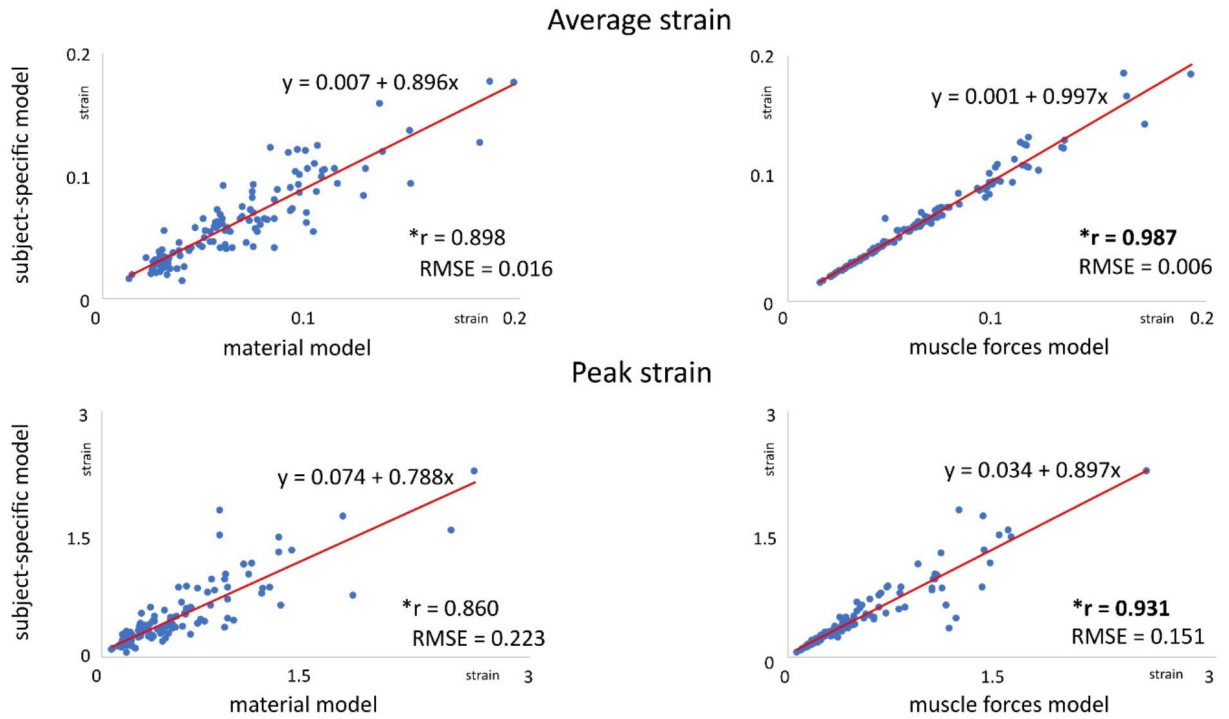 Average strain
subject-specific model
strain
0.2
0.1
0
y = 0.007 + 0.896x
*r = 0.898
RMSE = 0.016
0
0.1
strain
0.2
material model
strain
0.2
0.1
0
y = 0.001 + 0.997x
*r = 0.987
RMSE = 0.006
0
0.1
strain
0.2
muscle forces model
Peak strain
subject-specific model
strain
3
1.5
0
y = 0.074 + 0.788x
*r = 0.860
RMSE = 0.223
0
1.5
strain
3
material model
strain
3
1.5
0
y = 0.034 + 0.897x
*r = 0.931
RMSE = 0.151
0
1.5
strain
3
muscle forces model